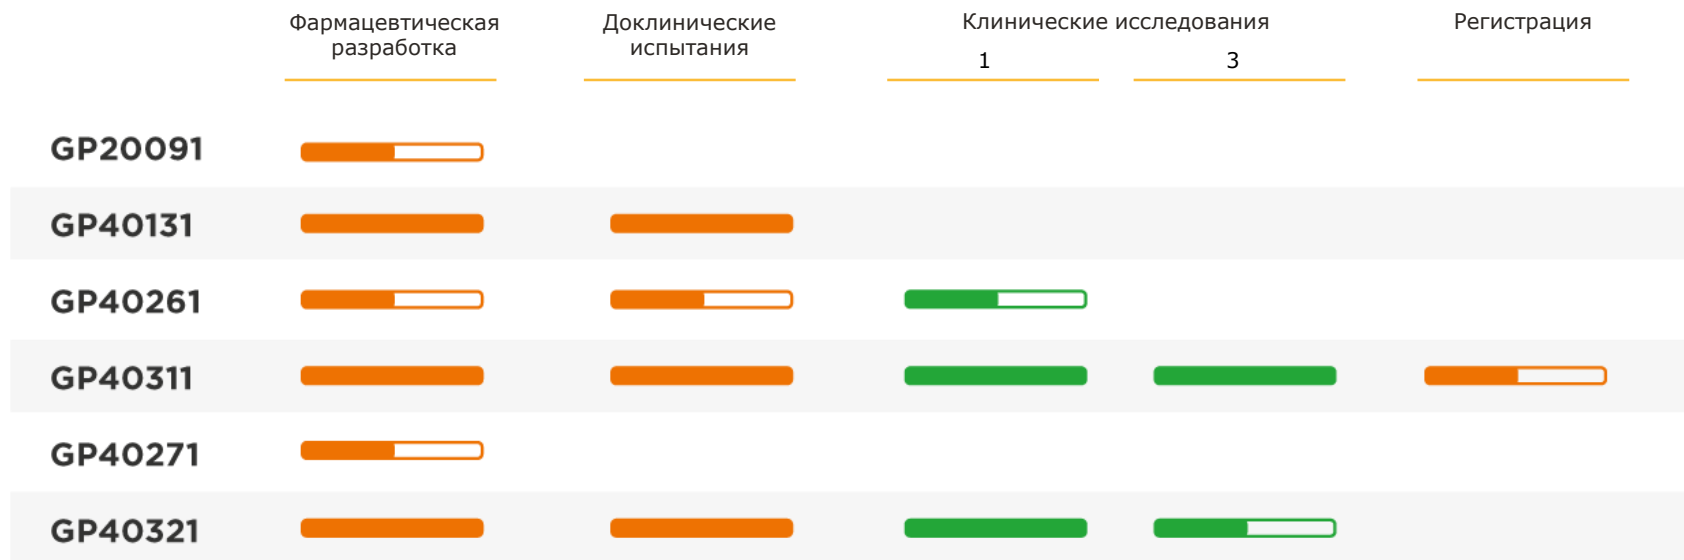 Фармацевтическая
разработка
Доклинические
испытания
Клинические исследования
1
3
Регистрация
GP20091
GP40131
GP40261
GP40311
GP40271
GP40321